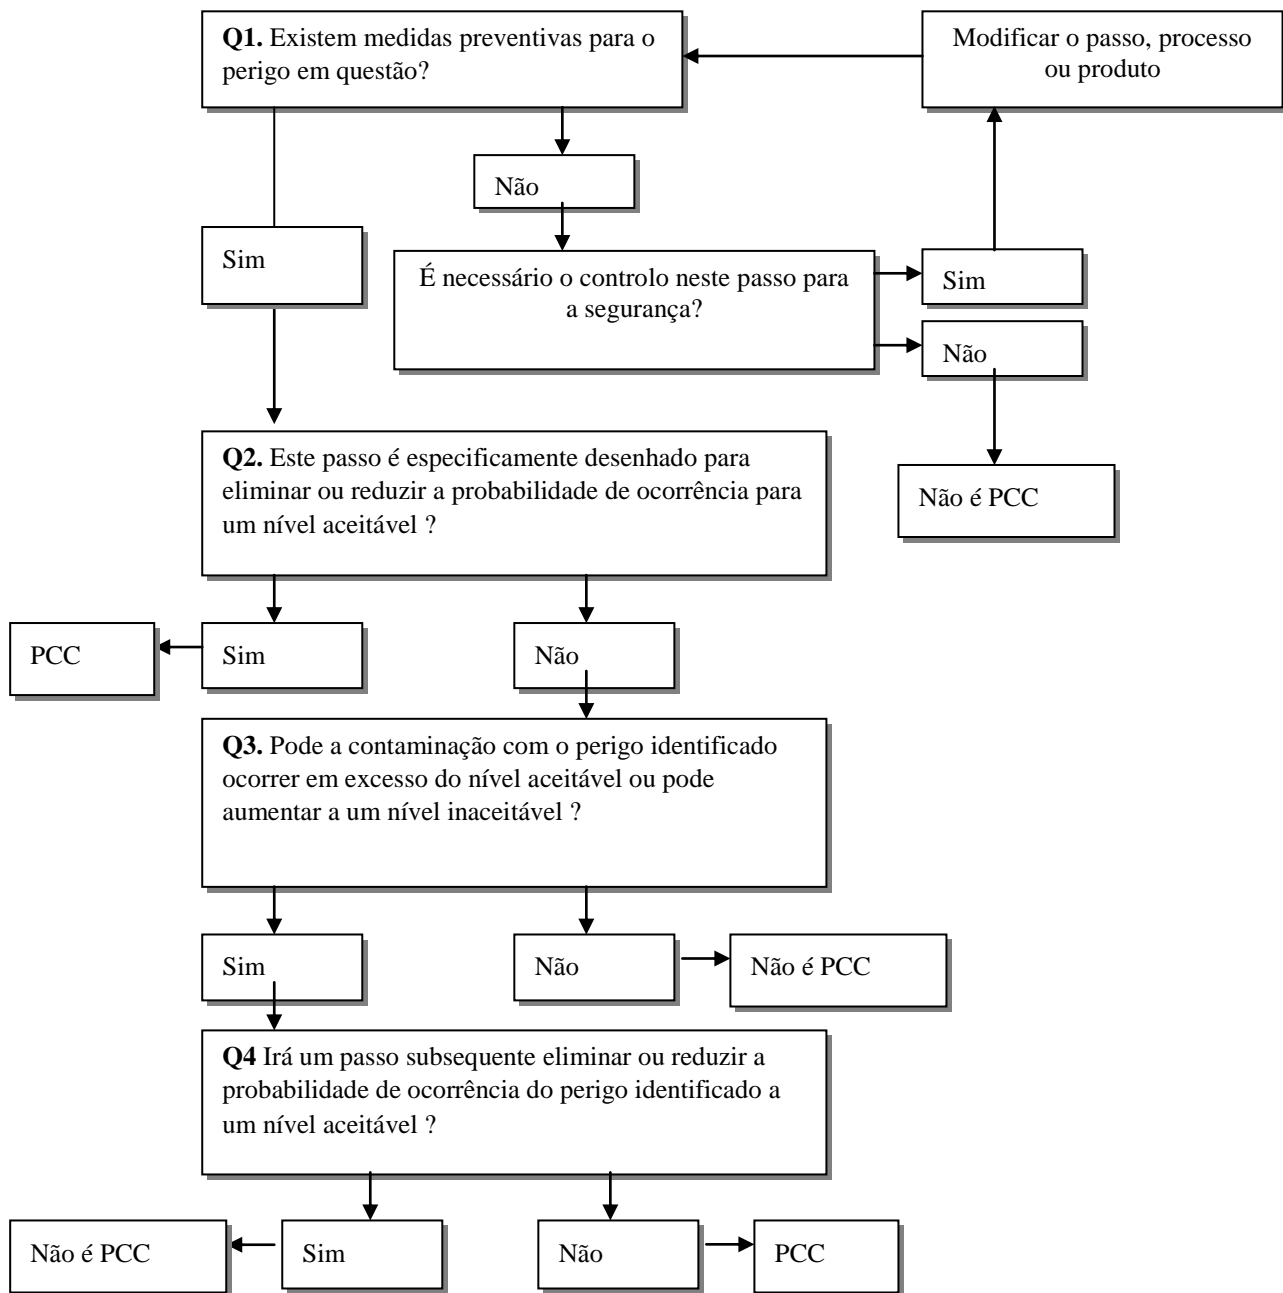 Q1. Existem medidas preventivas para o
perigo em questão?
Modificar o passo, processo
ou produto
Não
Sim
É necessário o controlo neste passo para
a segurança?
Sim
Não
Não é PCC
Q2. Este passo é especificamente desenhado para
eliminar ou reduzir a probabilidade de ocorrência para
um nível aceitável ?
PCC
Sim
Não
Q3. Pode a contaminação com o perigo identificado
ocorrer em excesso do nível aceitável ou pode
aumentar a um nível inaceitável ?
Sim
Não
Não é PCC
Q4 Irá um passo subsequente eliminar ou reduzir a
probabilidade de ocorrência do perigo identificado a
um nível aceitável ?
Não é PCC
Sim
Não
PCC